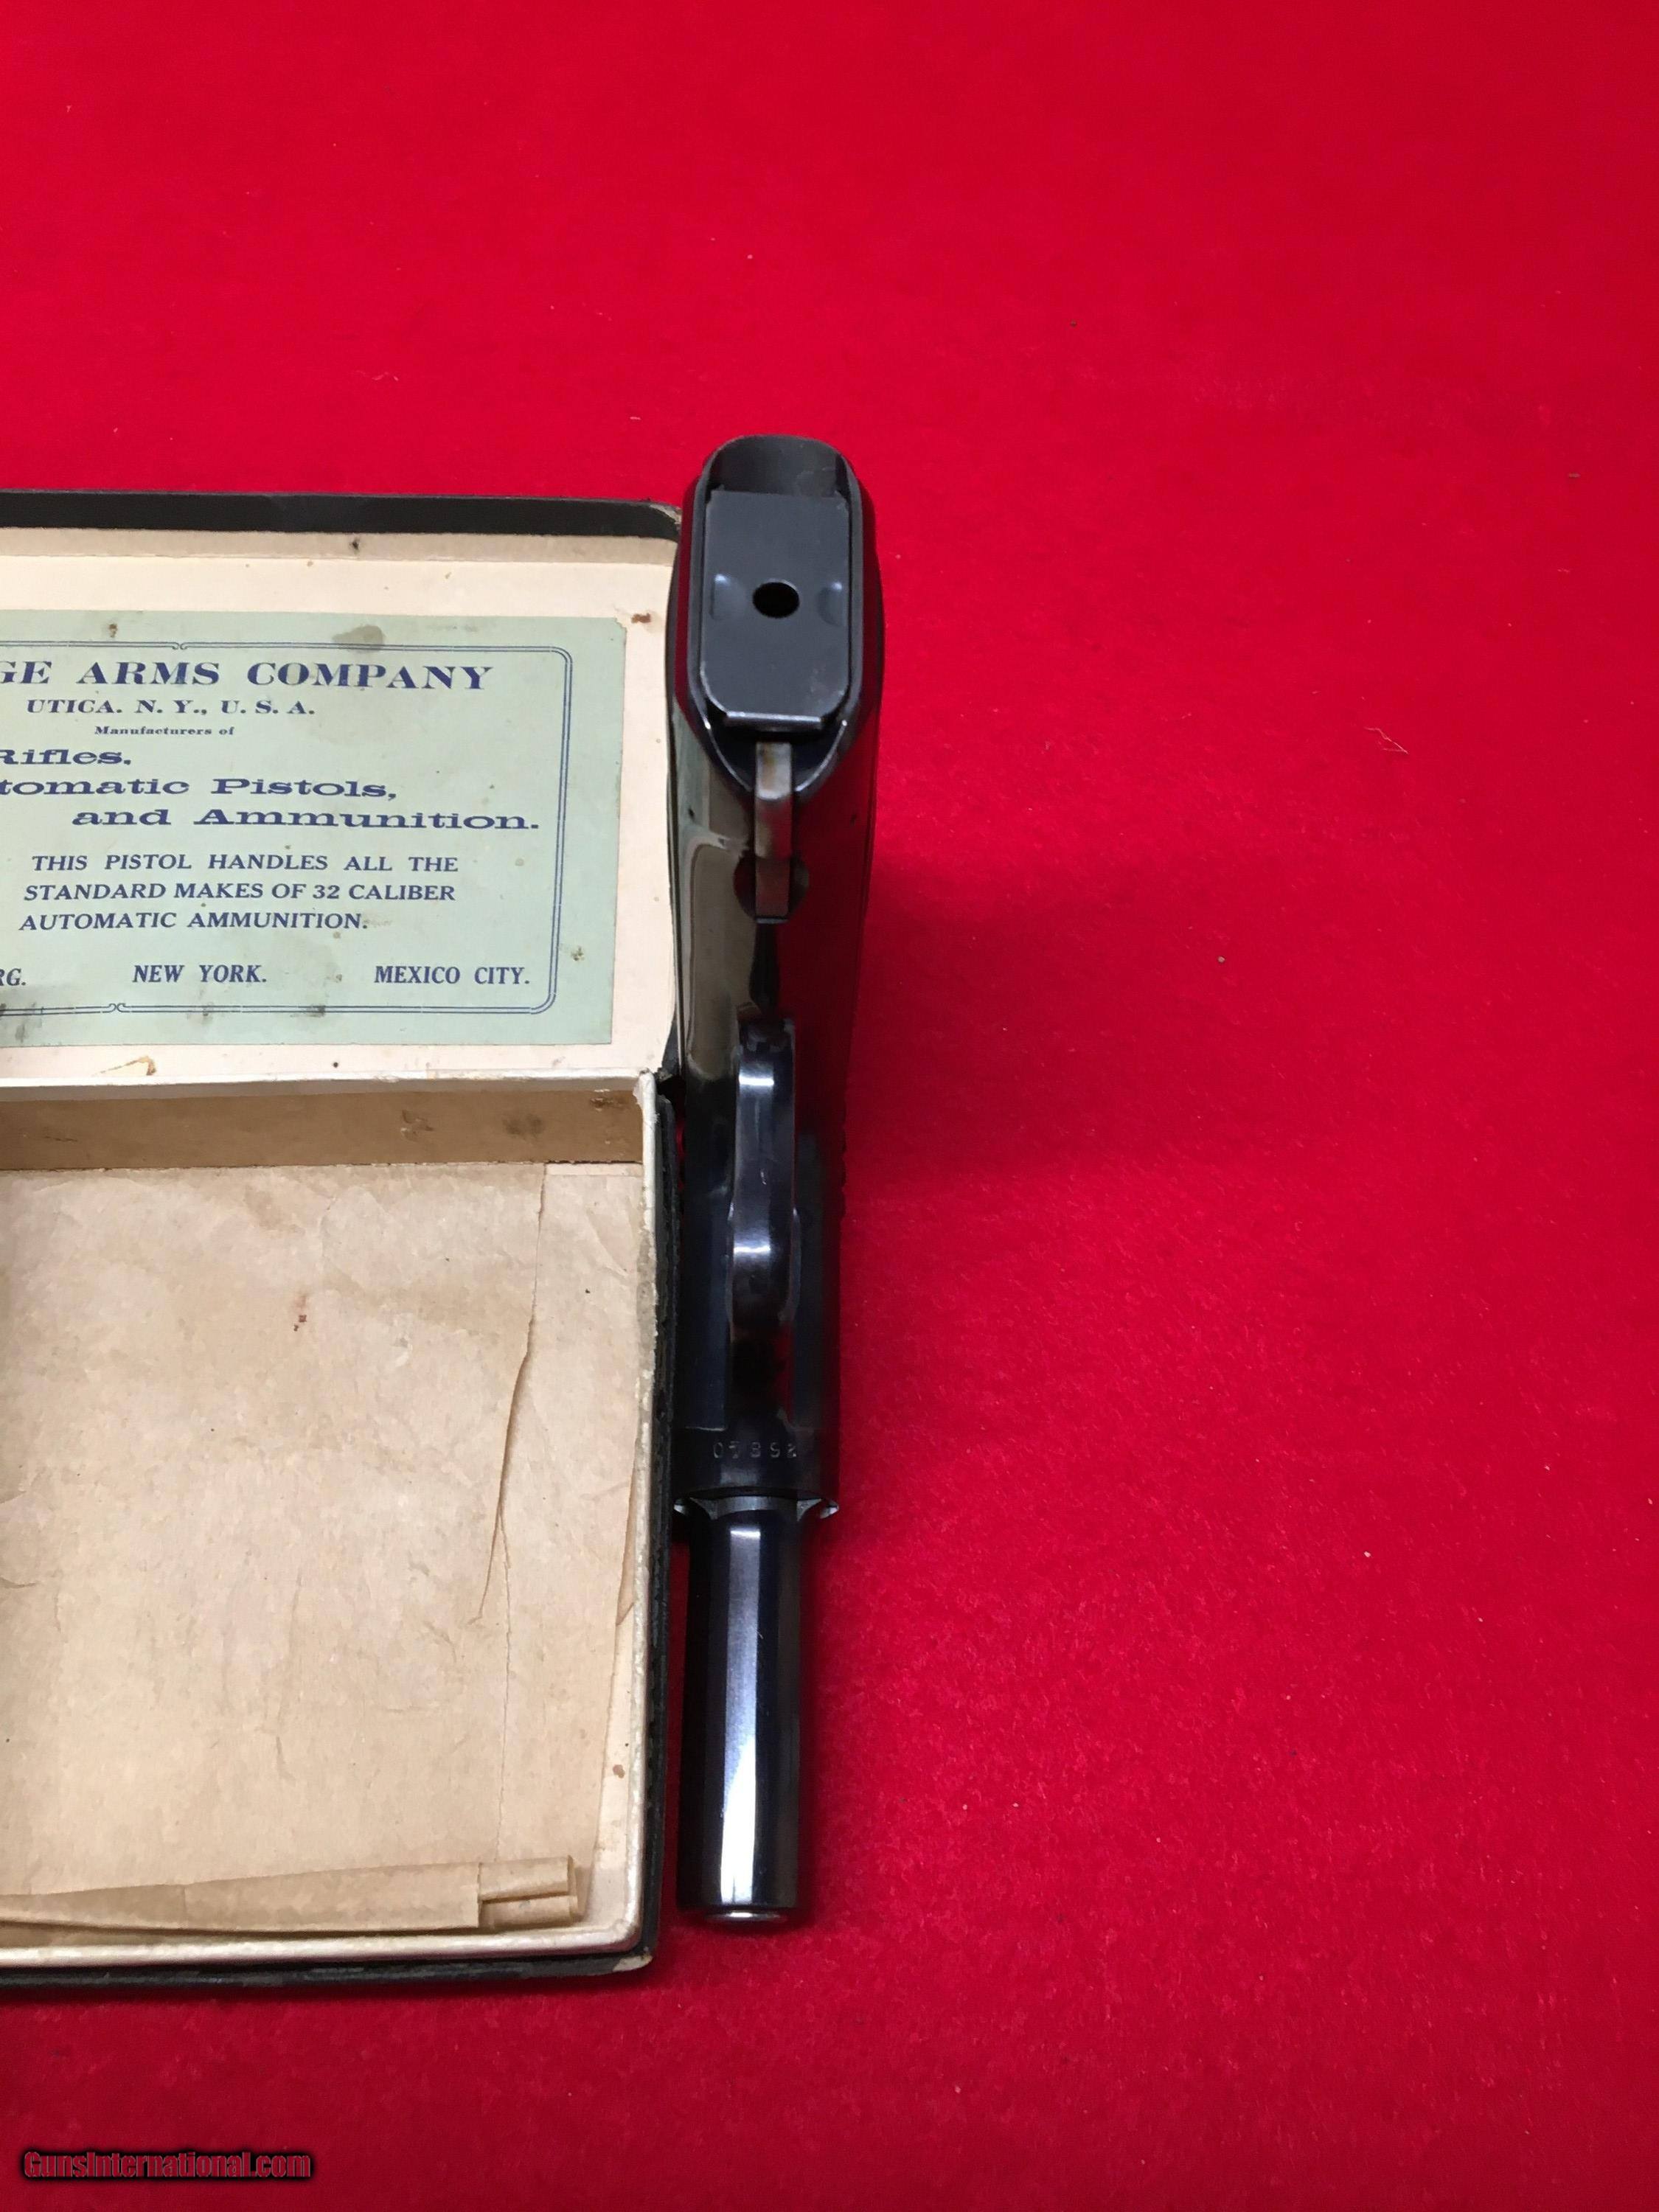 GE ARMS COMPANY
UTICA. N. Y., U. S. A.
Manufacturers of
Rifles.
tomatic Pistols,
and Ammunition.
THIS PISTOL HANDLES ALL THE
STANDARD MAKES OF 32 CALIBER
AUTOMATIC AMMUNITION.
RG. NEW YORK. MEXICO CITY.
GunsInternational.com